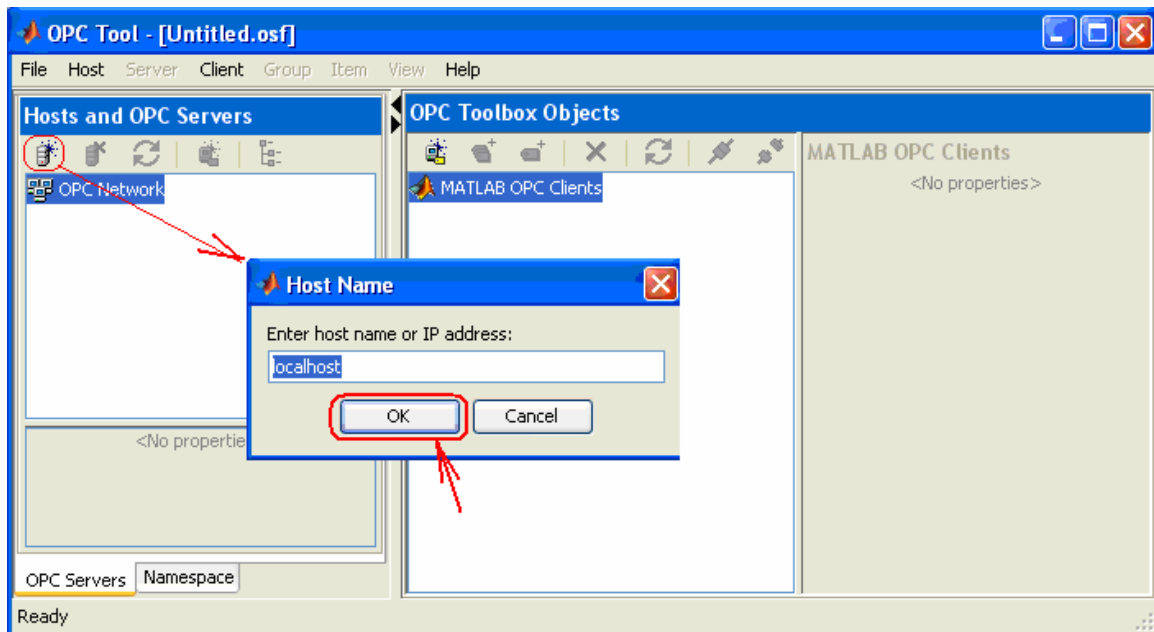 OPC Tool - [Untitled.osf]
File Host Server Client Group Item View Help
Hosts and OPC Servers
OPC Network
<No propertie
OPC Servers Namespace
OPC Toolbox Objects
MATLAB OPC Clients
MATLAB OPC Clients
<No properties>
Host Name
Enter host name or IP address:
localhost
OK Cancel
Ready